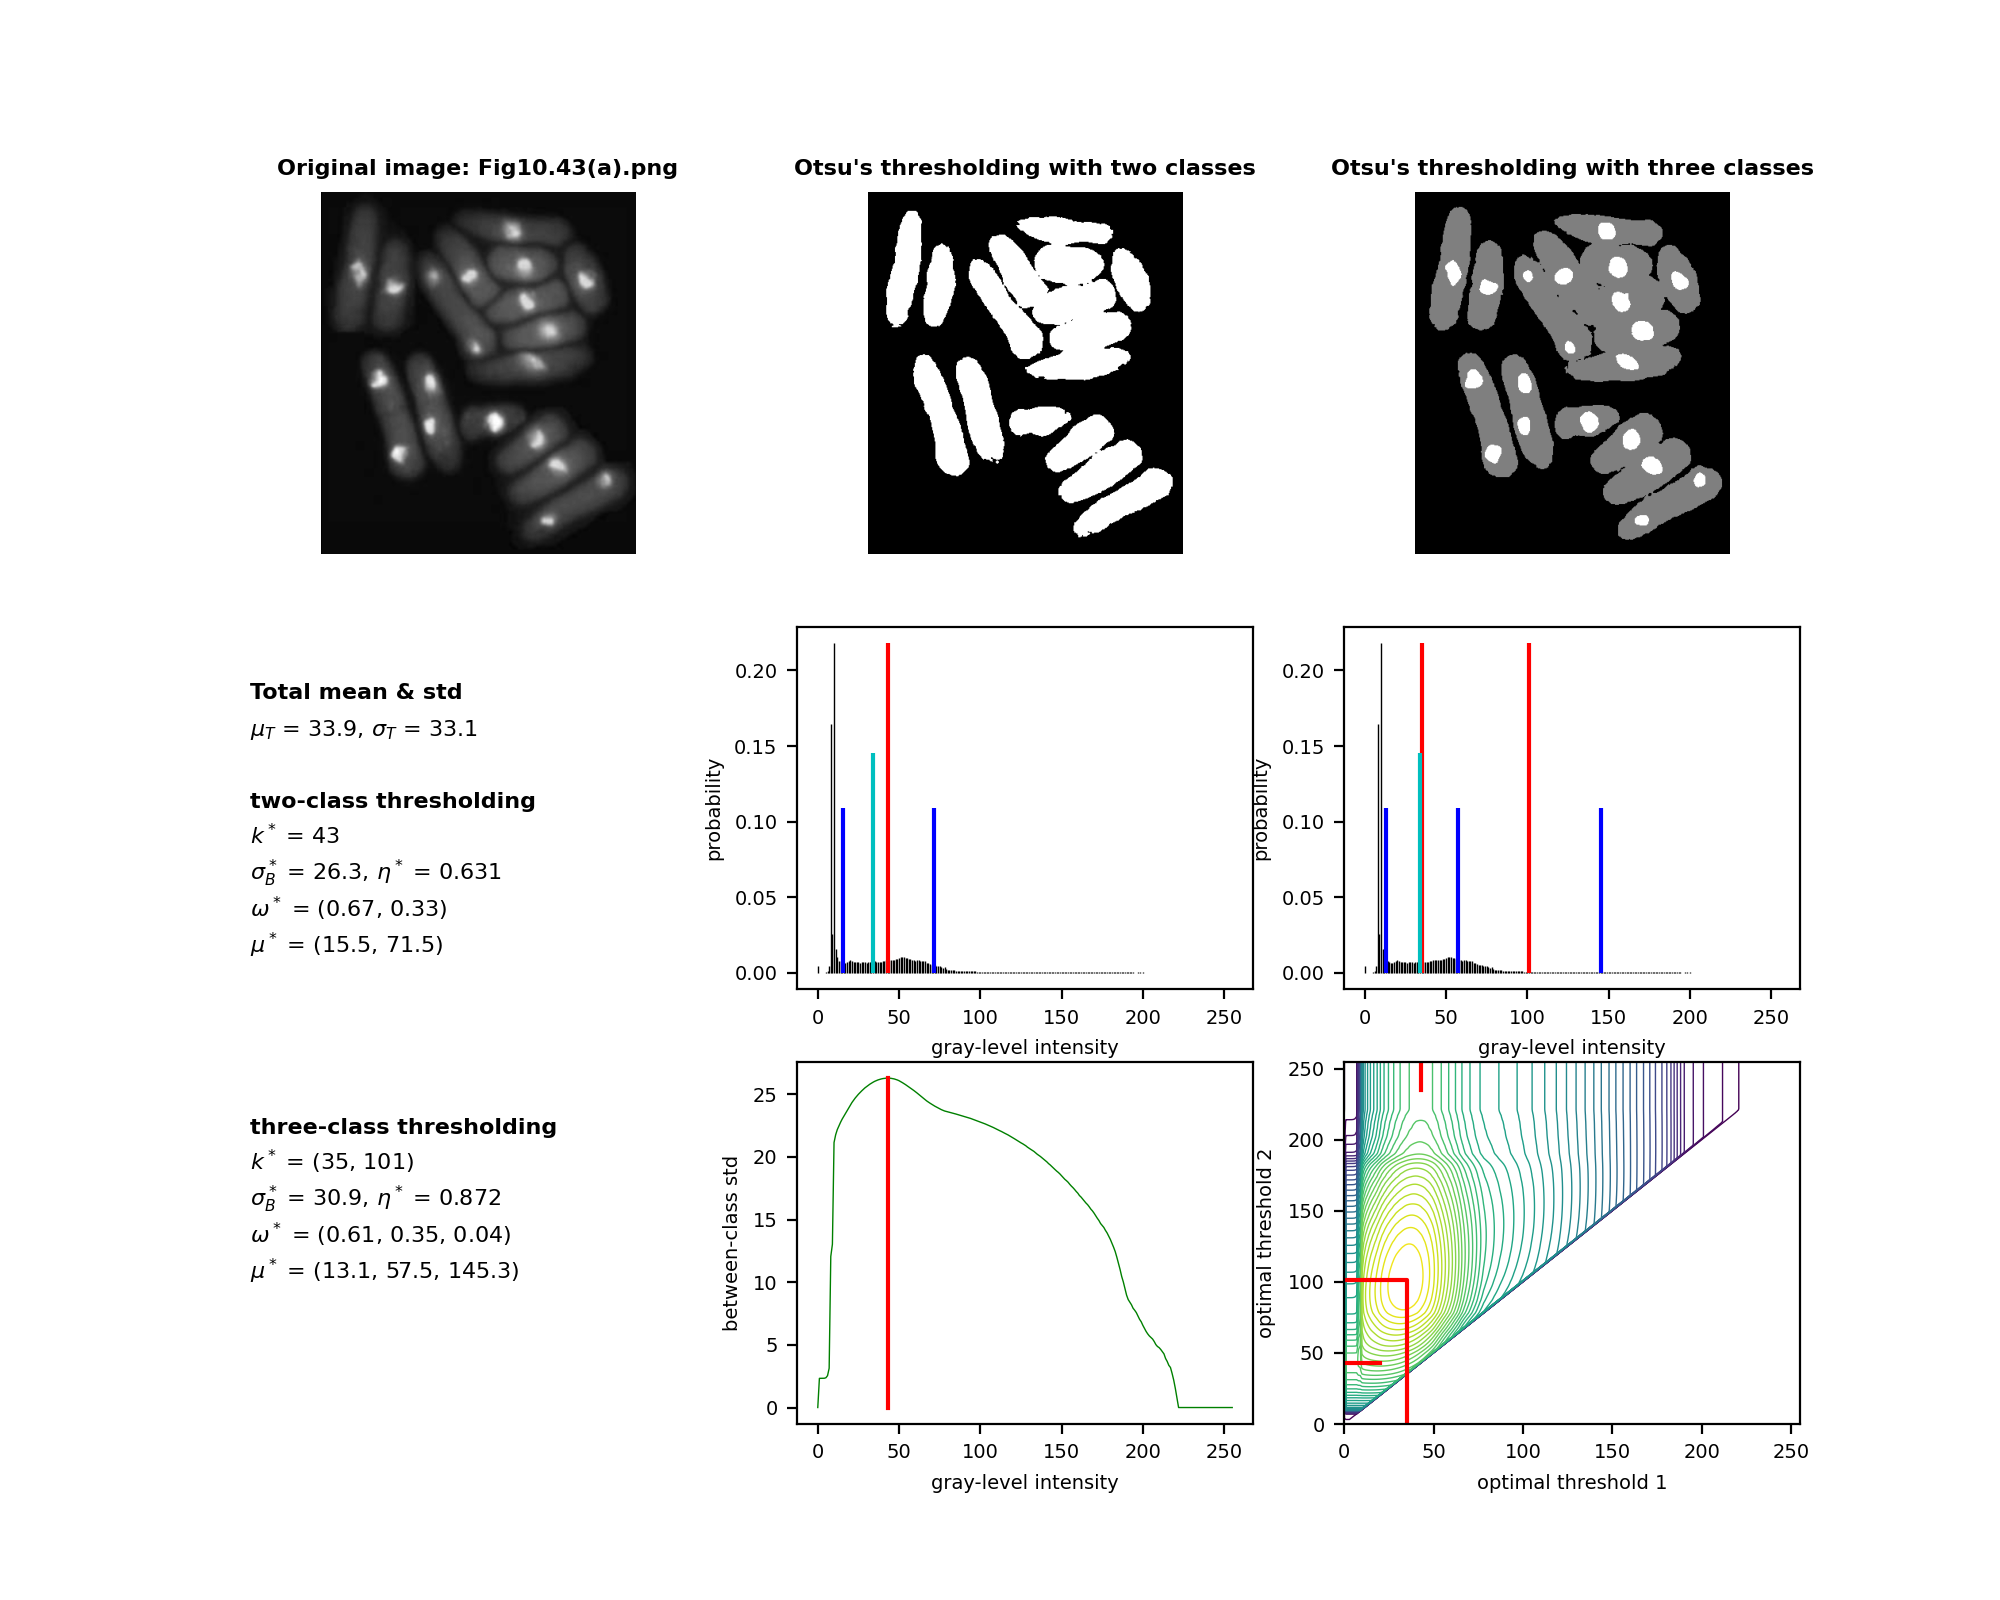 Original image: Fig10.43(a).png
Otsu's thresholding with two classes
Otsu's thresholding with three classes
Total mean & std
μT = 33.9, σT = 33.1
two-class thresholding
k* = 43
σB* = 26.3, η* = 0.631
ω* = (0.67, 0.33)
μ* = (15.5, 71.5)
probability
0.20
0.15
0.10
0.05
0.00
0 50 100 150 200 250
gray-level intensity
probability
0.20
0.15
0.10
0.05
0.00
0 50 100 150 200 250
gray-level intensity
three-class thresholding
k* = (35, 101)
σB* = 30.9, η* = 0.872
ω* = (0.61, 0.35, 0.04)
μ* = (13.1, 57.5, 145.3)
between-class std
25
20
15
10
5
0
0 50 100 150 200 250
gray-level intensity
optimal threshold 2
250
200
150
100
50
0
0 50 100 150 200 250
optimal threshold 1